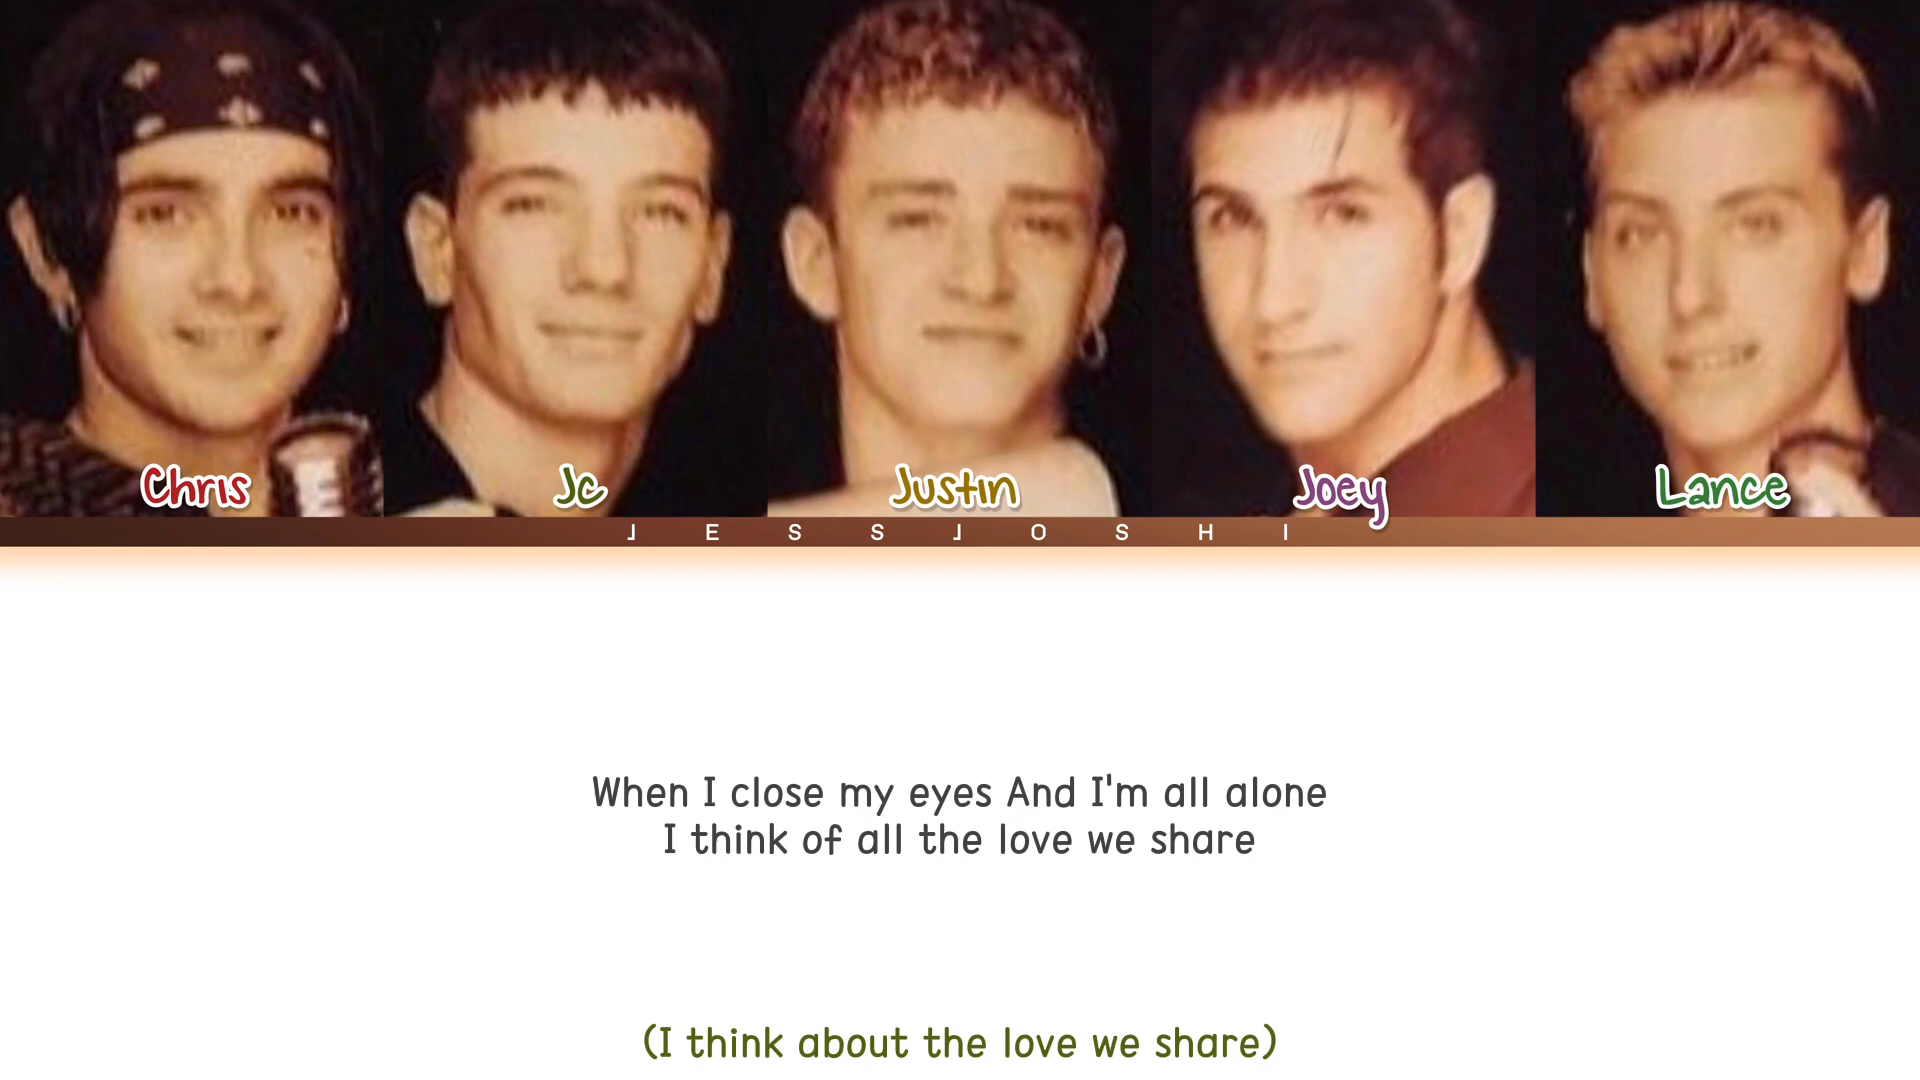 Chris Jc Justin Joey Lance
JESSJOSHI
When I close my eyes And I'm all alone
I think of all the love we share
(I think about the love we share)